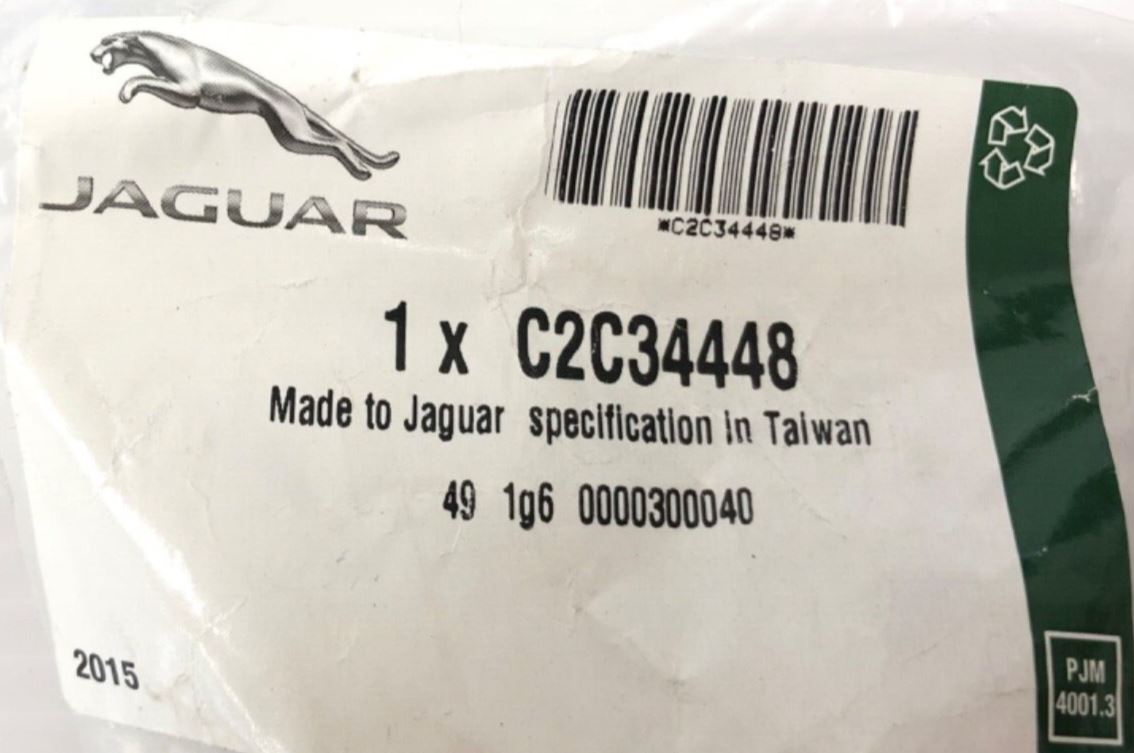 JAGUAR
*C2C34448*
1 x C2C34448
Made to Jaguar specification in Taiwan
49 1g6 0000300040
2015
PJM
4001.3